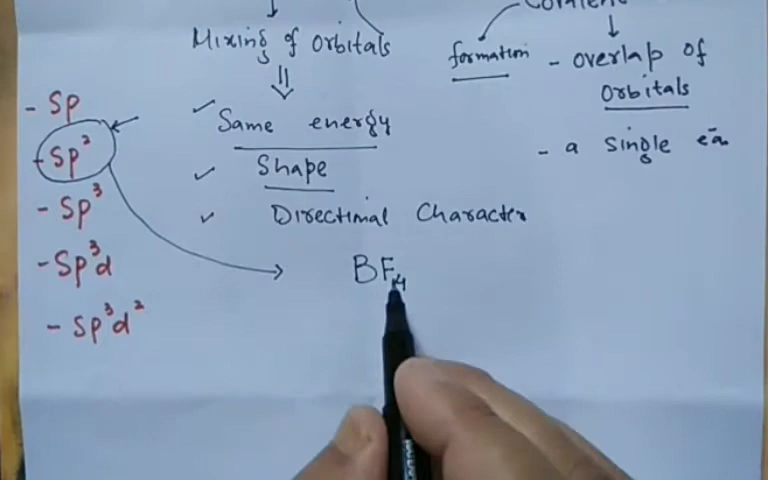 Mixing of orbitals
⇓
Same energy
Shape
Directional Character
- Sp
- Sp²
- Sp³
- Sp³d
- Sp³d²
BF₄
formation
- overlap of
orbitals
- a single